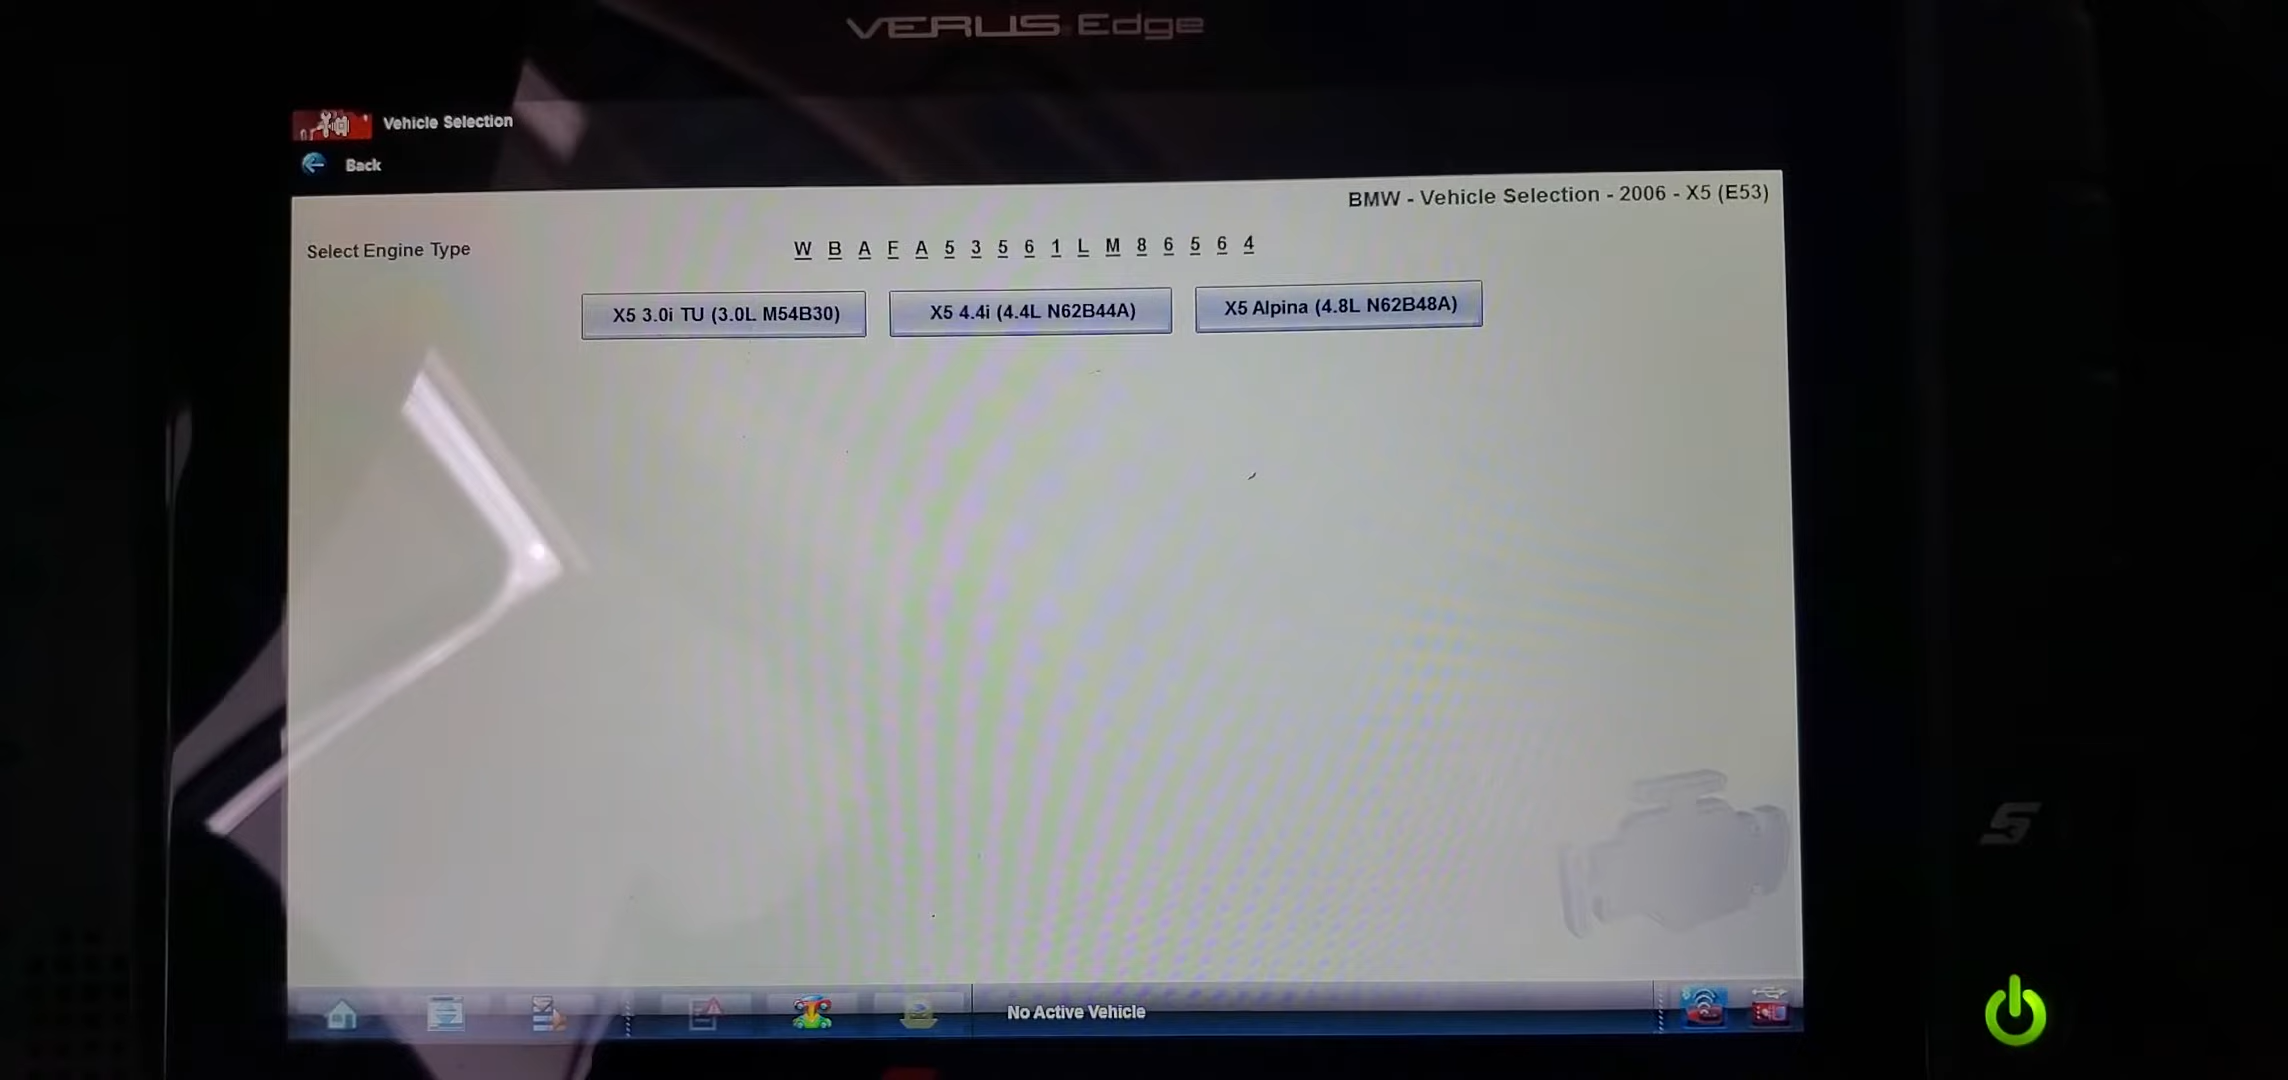 VERUS Edge
Vehicle Selection
Back
BMW - Vehicle Selection - 2006 - X5 (E53)
Select Engine Type
W B A F A 5 3 5 6 1 L M 8 6 5 6 4
X5 3.0i TU (3.0L M54B30)
X5 4.4i (4.4L N62B44A)
X5 Alpina (4.8L N62B48A)
No Active Vehicle